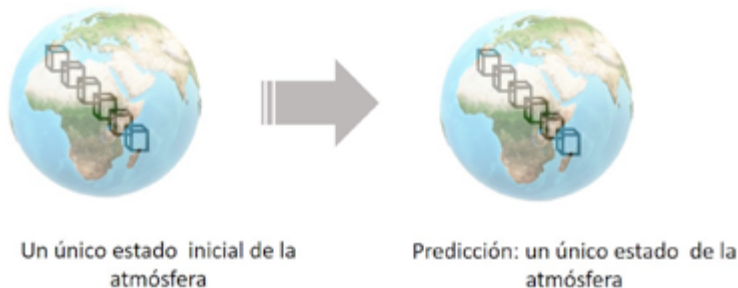 Un único estado inicial de la
atmósfera
Predicción: un único estado de la
atmósfera